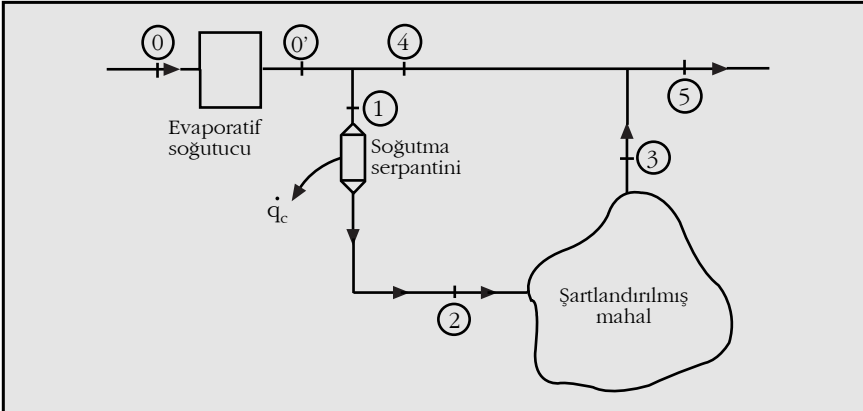 0
0'
4
5
1
Evaporatif
soğutucu
Soğutma
serpantini
3
q̇c
2
Şartlandırılmış
mahal